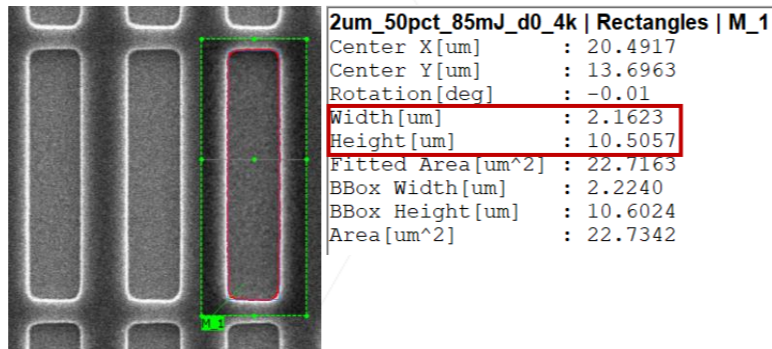 2um_50pct_85mJ_d0_4k | Rectangles | M_1
Center X[um] : 20.4917
Center Y[um] : 13.6963
Rotation[deg] : -0.01
Width[um] : 2.1623
Height[um] : 10.5057
Fitted Area[um^2] : 22.7163
BBox Width[um] : 2.2240
BBox Height[um] : 10.6024
Area[um^2] : 22.7342
M_1